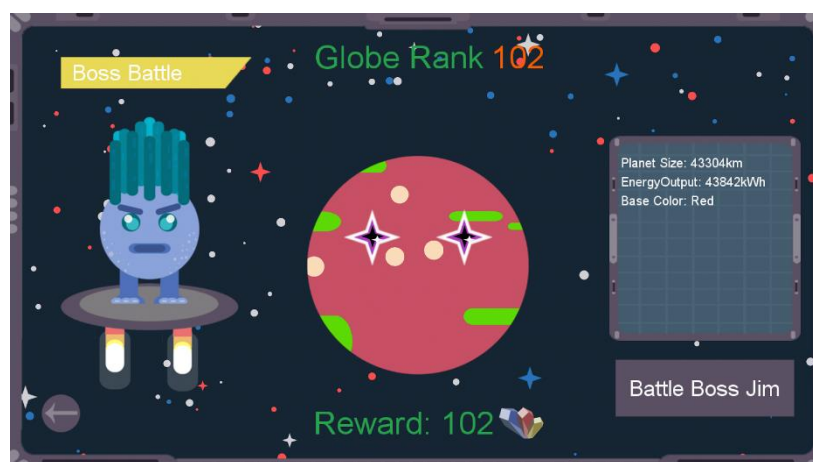 Boss Battle
Globe Rank 102
Planet Size: 43304km
EnergyOutput: 43842kWh
Base Color: Red
Battle Boss Jim
Reward: 102